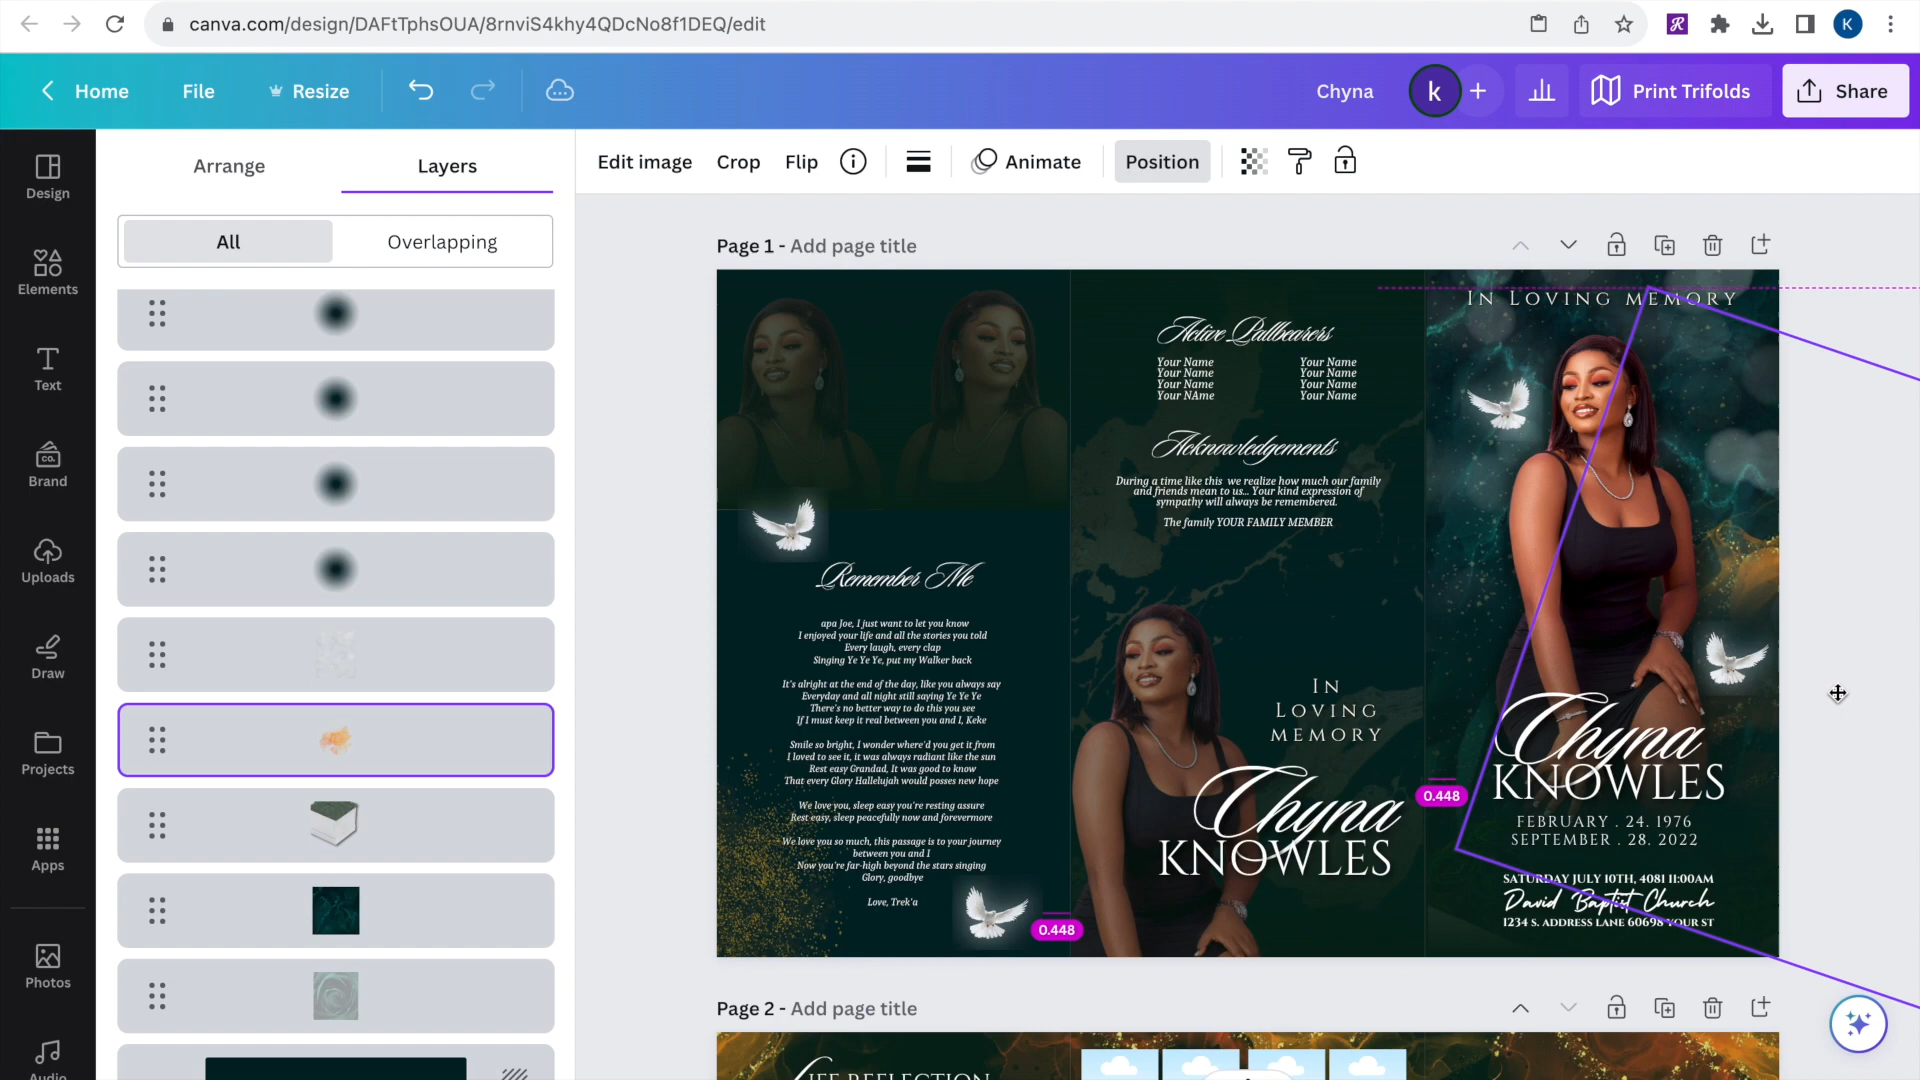 canva.com/design/DAFtTphsOUA/8rnviS4khy4QDcNo8f1DEQ/edit
K
Home
File
Resize
Chyna
k
Print Trifolds
Share
Design
Elements
Text
CO.
Brand
Uploads
Draw
Projects
Apps
Photos
Audio
Arrange
Layers
All
Overlapping
Edit image
Crop
Flip
Animate
Position
Page 1 - Add page title
Remember Me
apa Joe, I just want to let you know
I enjoyed your life and all the stories you told
Every laugh, every clap
Singing Ye Ye Ye, put my Walker back
It's alright at the end of the day, like you always say
Everyday and all night still saying Ye Ye Ye
There's no better way to do this you see
If I must keep it real between you and I, Keke
Smile so bright, I wonder where'd you get it from
I loved to see it, it was always radiant like the sun
Rest easy Grandad, It was good to know
That every Glory Hallelujah would posses new hope
We love you, sleep easy you're resting assure
Rest easy, sleep peacefully now and forevermore
We love you so much, this passage is to your journey
between you and I
Now you're far-high beyond the stars singing
Glory, goodbye
Love, Trek'a
Active Pallbearers
Your Name Your Name
Your Name Your Name
Your Name Your Name
Your NAme Your Name
Acknowledgements
During a time like this we realize how much our family
and friends mean to us... Your kind expression of
sympathy will always be remembered.
The family YOUR FAMILY MEMBER
In
Loving
memory
Chyna
KNOWLES
In Loving memory
Chyna
KNOWLES
FEBRUARY . 24. 1976
SEPTEMBER . 28. 2022
SATURDAY JULY 10TH, 4081 11:00AM
David Baptist Church
1234 S. ADDRESS LANE 60698 YOUR ST
0.448
0.448
Page 2 - Add page title
LIFE REFLECTION